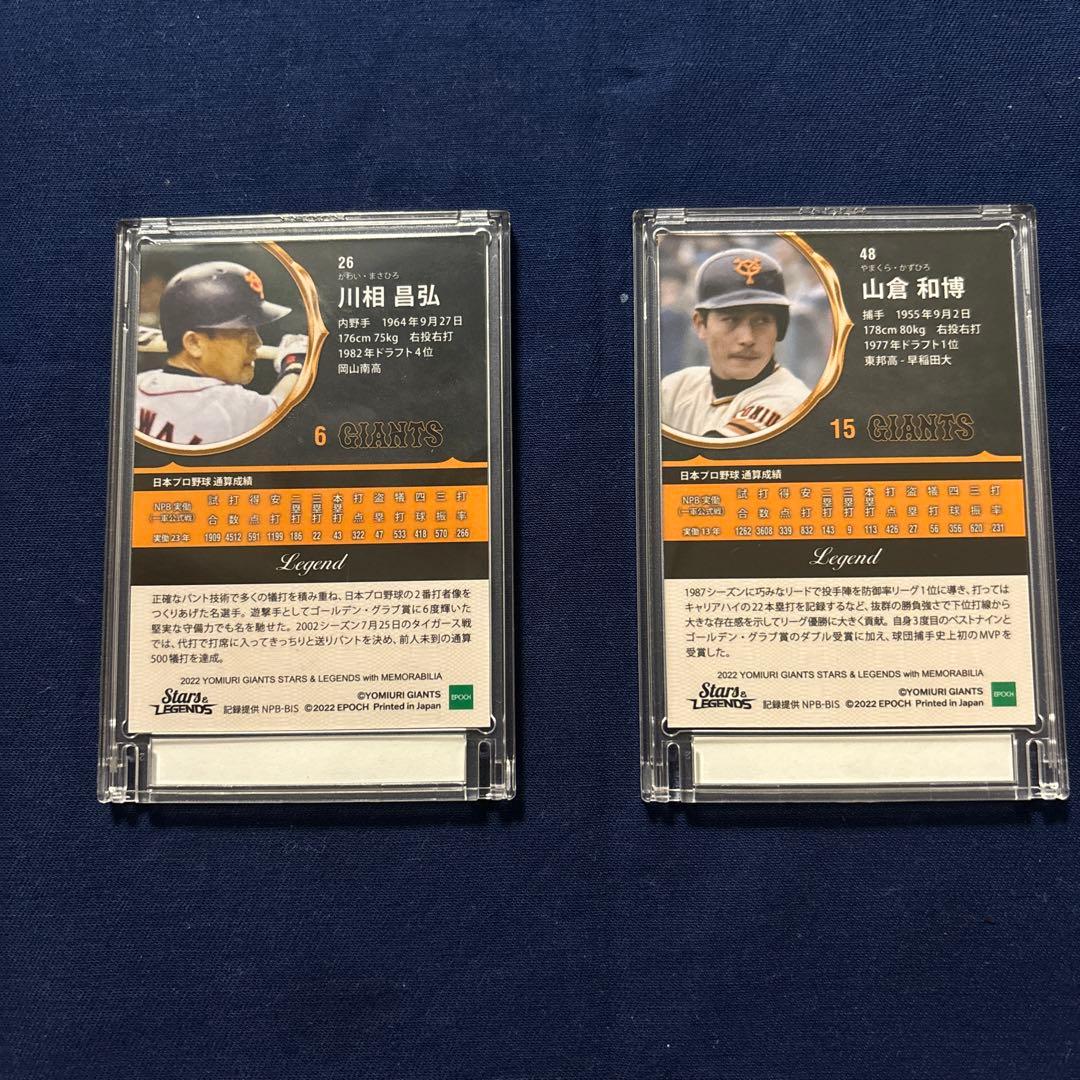 26
かわい・まさひろ
川相 昌弘
内野手 1964年9月27日
176cm 75kg 右投右打
1982年ドラフト4位
岡山南高
6 GIANTS
日本プロ野球 通算成績
NPB 実働 (一軍公式戦) 試合 打数 得点 安打 二塁打 三塁打 本塁打 打点 盗塁 犠打 四球 三振 打率
実働23年 1909 4512 591 1199 186 22 43 322 47 533 418 570 266
Legend
正確なバント技術で多くの犠打を積み重ね、日本プロ野球の2番打者像を
つくりあげた名選手。遊撃手としてゴールデン・グラブ賞に6度輝いた
堅実な守備力でも名を馳せた。2002シーズン7月25日のタイガース戦
では、代打で打席に入ってきっちりと送りバントを決め、前人未到の通算
500犠打を達成。
2022 YOMIURI GIANTS STARS & LEGENDS with MEMORABILIA
Stars & LEGENDS
©YOMIURI GIANTS
記録提供 NPB-BIS ©2022 EPOCH Printed in Japan
EPOCH
48
やまくら・かずひろ
山倉 和博
捕手 1955年9月2日
178cm 80kg 右投右打
1977年ドラフト1位
東邦高 - 早稲田大
15 GIANTS
日本プロ野球 通算成績
NPB 実働 (一軍公式戦) 試合 打数 得点 安打 二塁打 三塁打 本塁打 打点 盗塁 犠打 四球 三振 打率
実働13年 1262 3608 339 832 143 9 113 426 27 56 356 620 231
Legend
1987シーズンに巧みなリードで投手陣を防御率リーグ1位に導き、打っては
キャリアハイの22本塁打を記録するなど、抜群の勝負強さで下位打線から
大きな存在感を示してリーグ優勝に大きく貢献。自身3度目のベストナインと
ゴールデン・グラブ賞のダブル受賞に加え、球団捕手史上初のMVPを
受賞した。
2022 YOMIURI GIANTS STARS & LEGENDS with MEMORABILIA
Stars & LEGENDS
©YOMIURI GIANTS
記録提供 NPB-BIS ©2022 EPOCH Printed in Japan
EPOCH